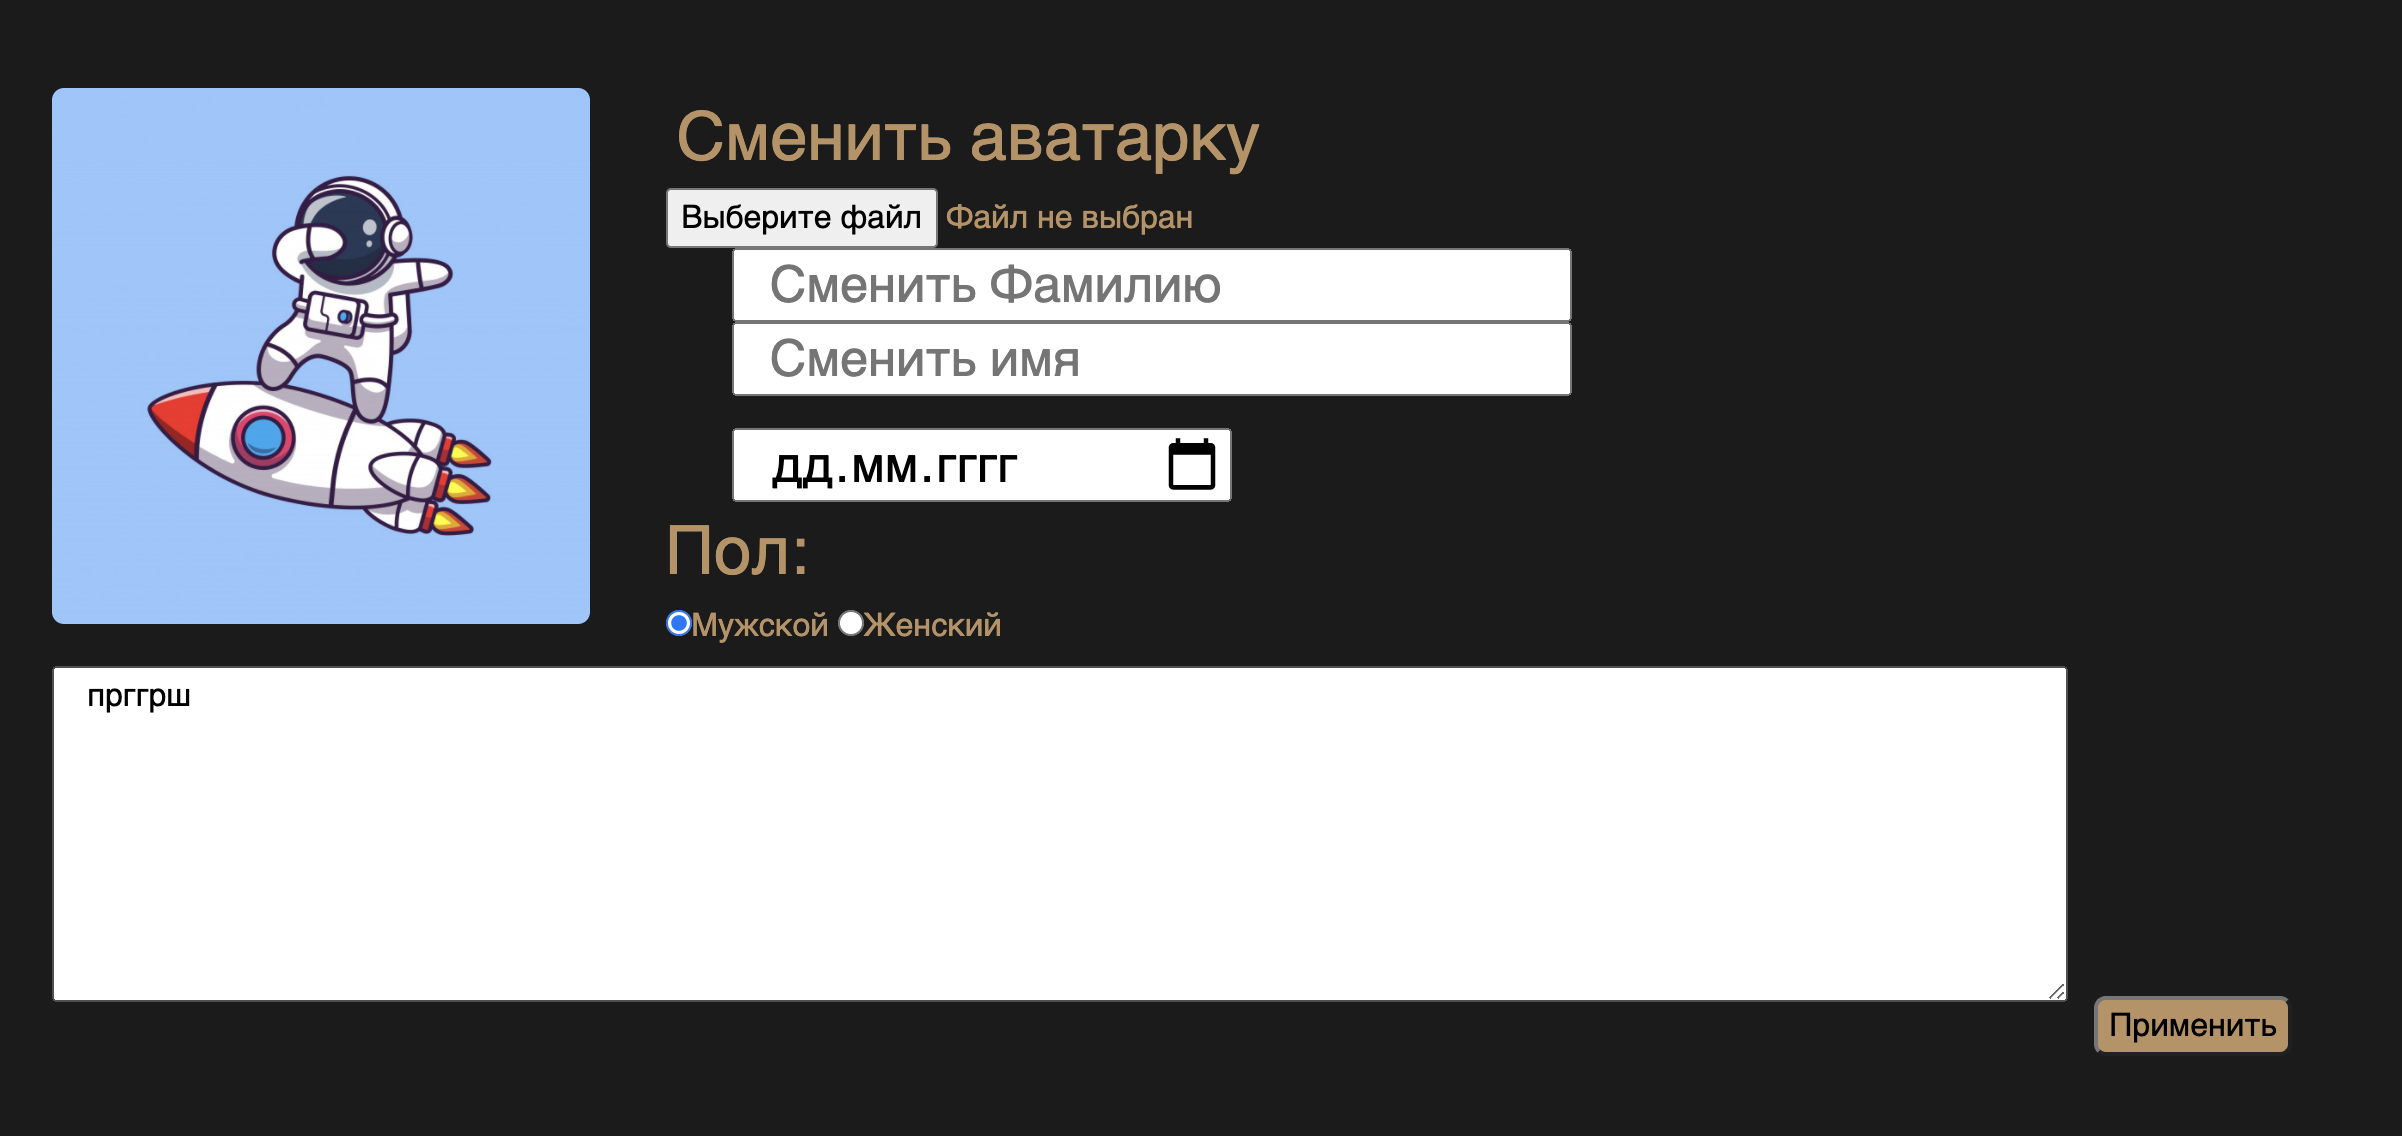 Сменить аватарку
Выберите файл Файл не выбран
Сменить Фамилию
Сменить имя
дд.мм.гггг
Пол:
Мужской Женский
прггрш
Применить